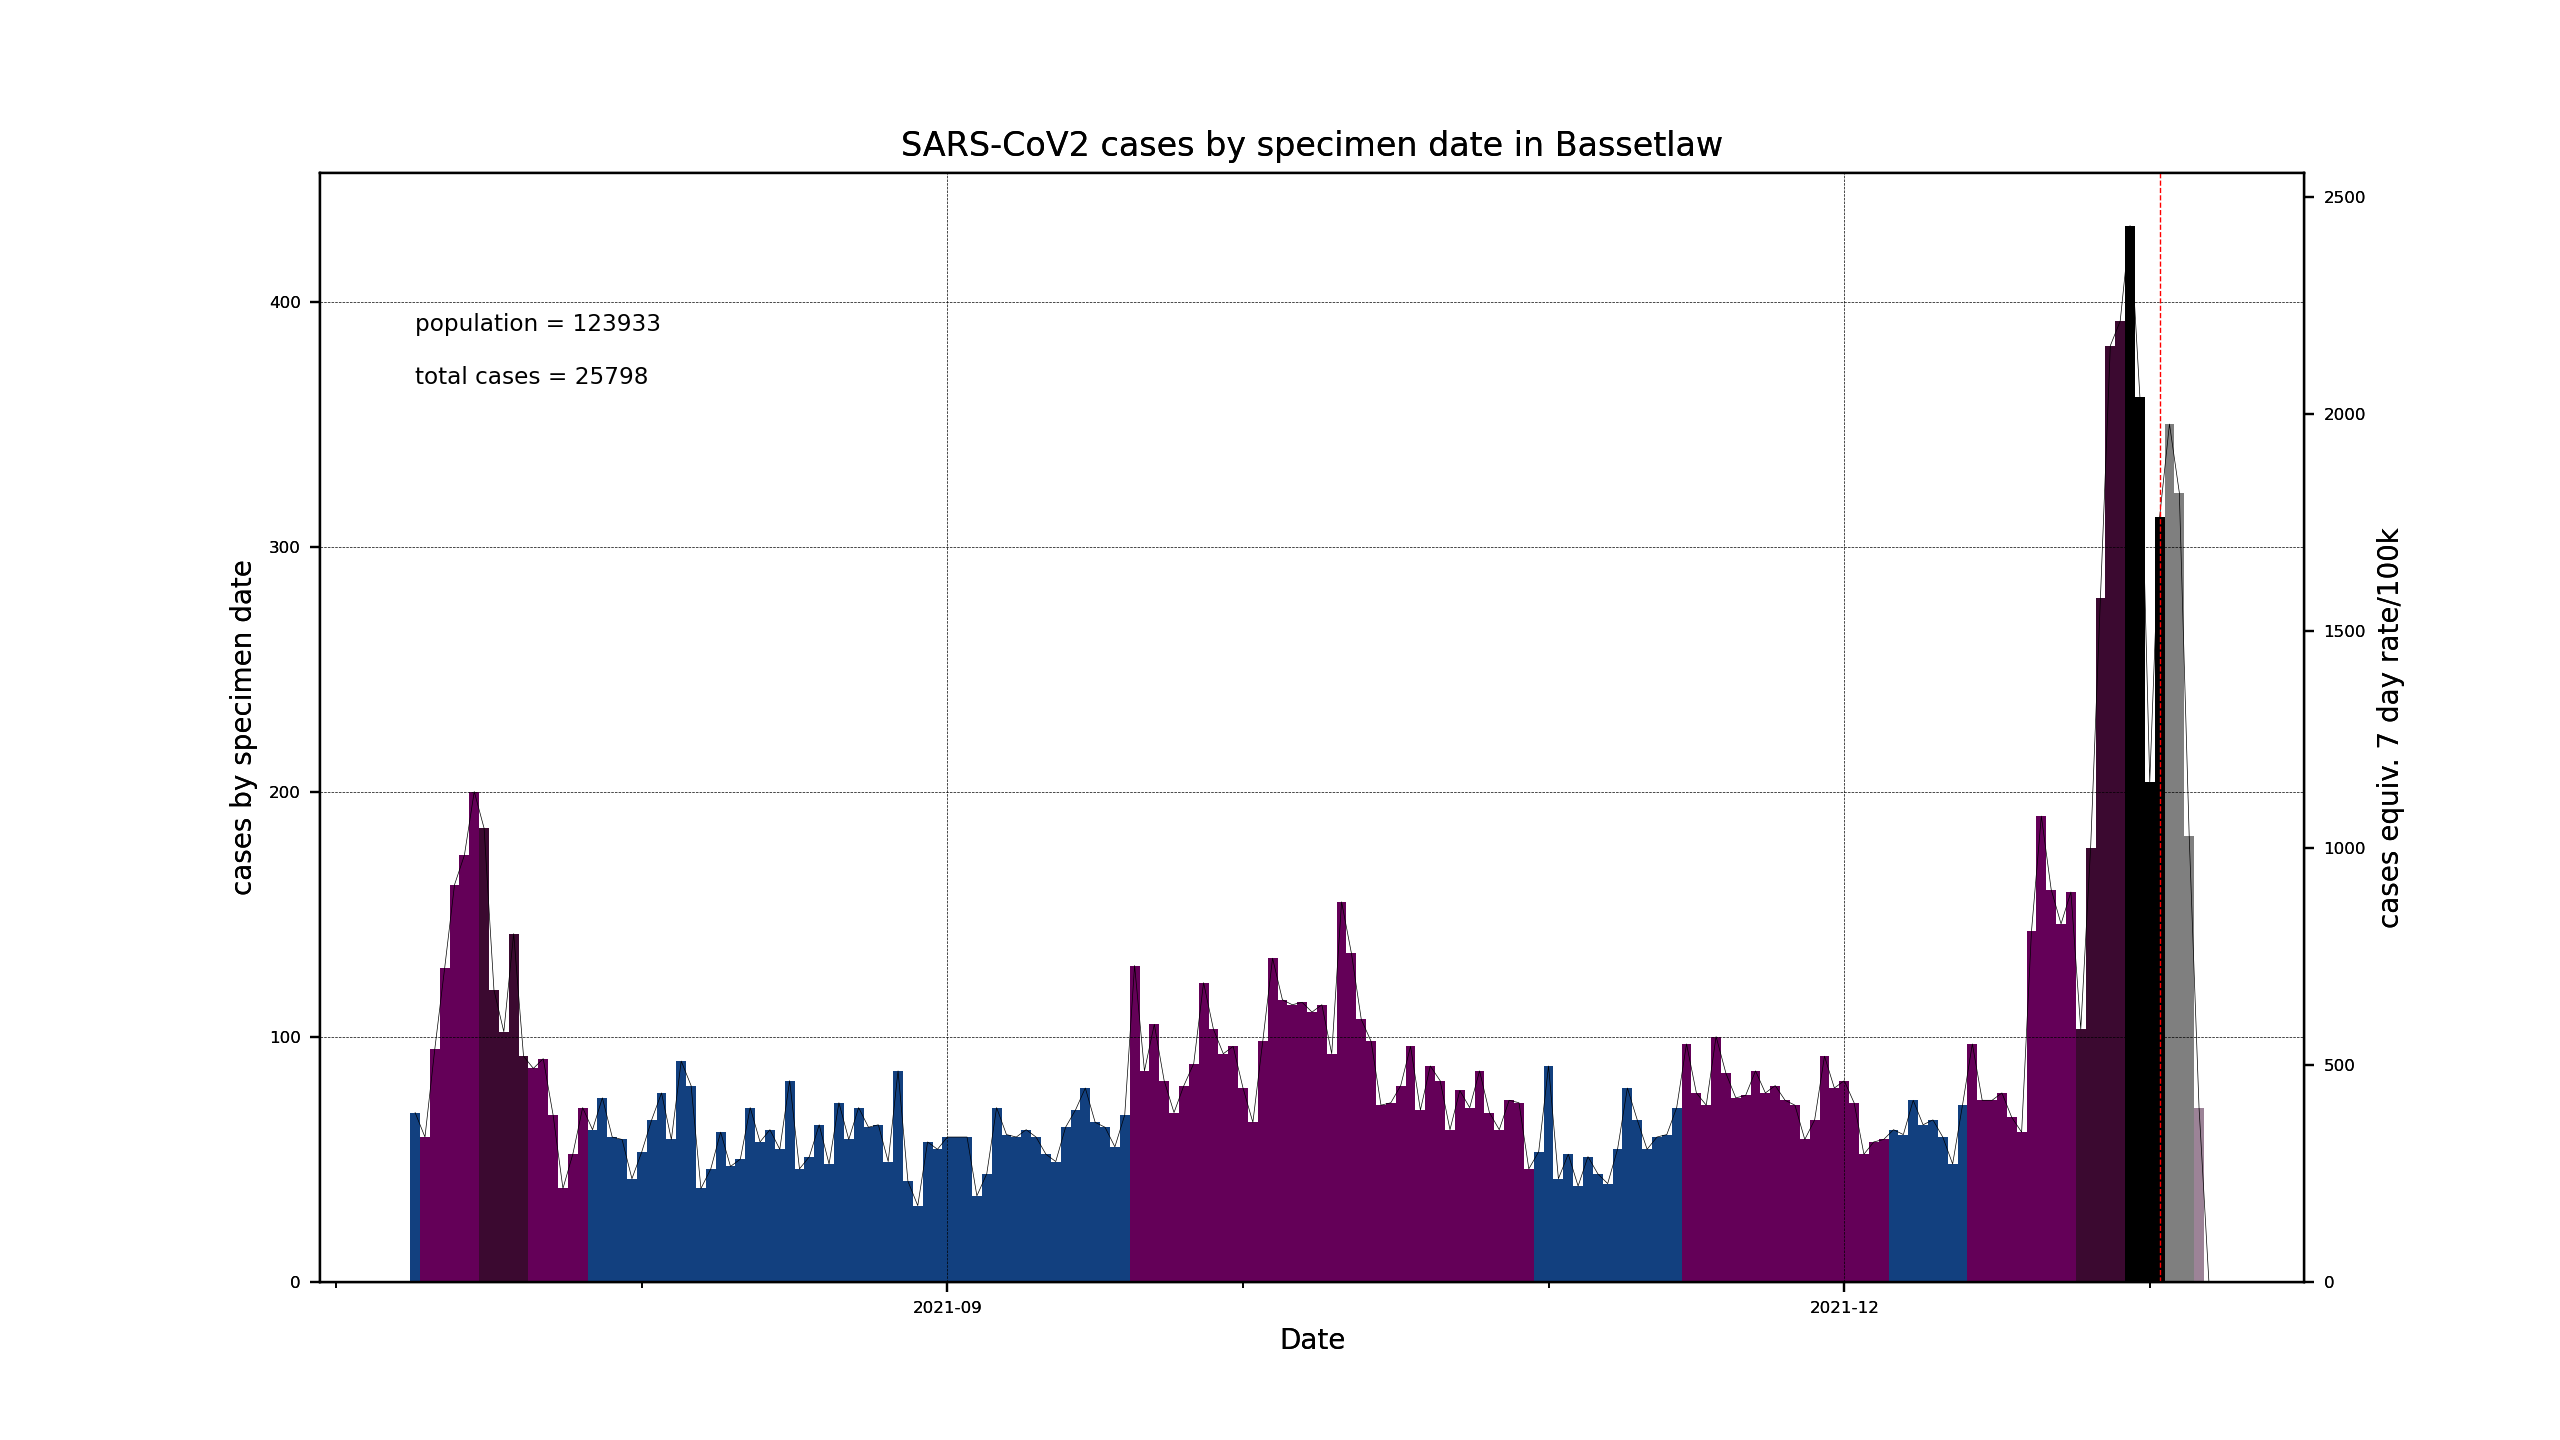 SARS-CoV2 cases by specimen date in Bassetlaw
population = 123933
total cases = 25798
cases by specimen date
400
300
200
100
0
2500
2000
1500
1000
500
0
cases equiv. 7 day rate/100k
2021-09
2021-12
Date